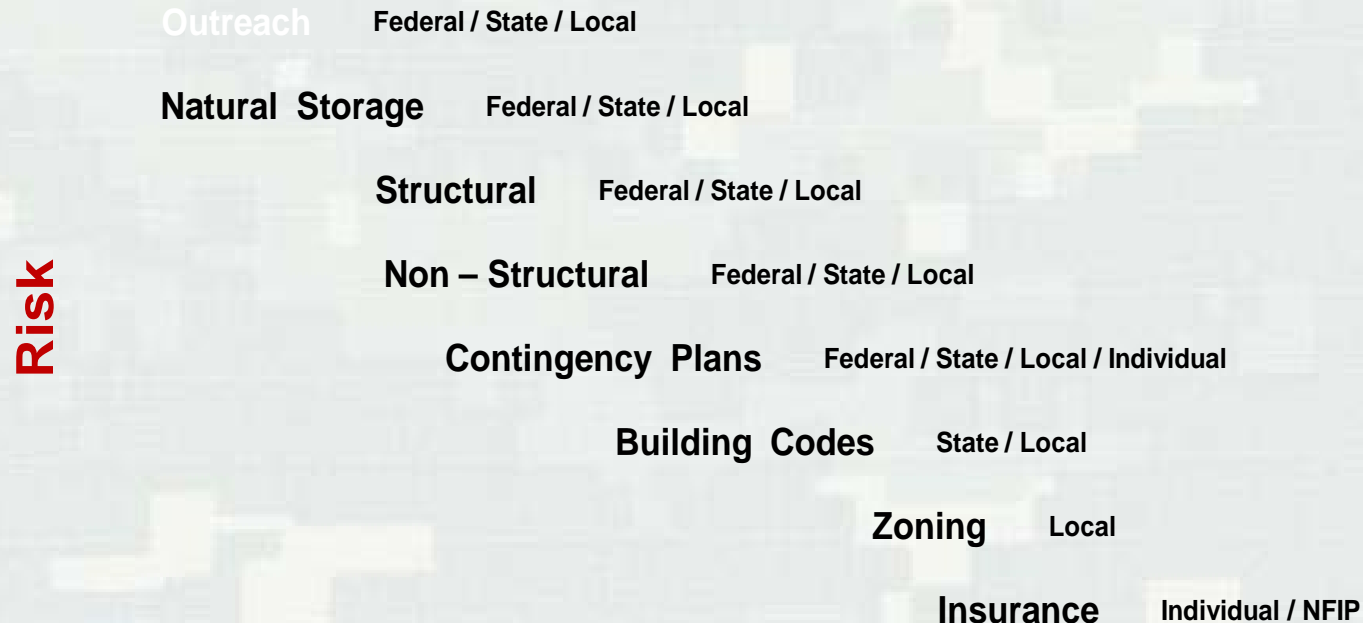 Outreach Federal / State / Local
Natural Storage Federal / State / Local
Structural Federal / State / Local
Risk
Non – Structural Federal / State / Local
Contingency Plans Federal / State / Local / Individual
Building Codes State / Local
Zoning Local
Insurance Individual / NFIP